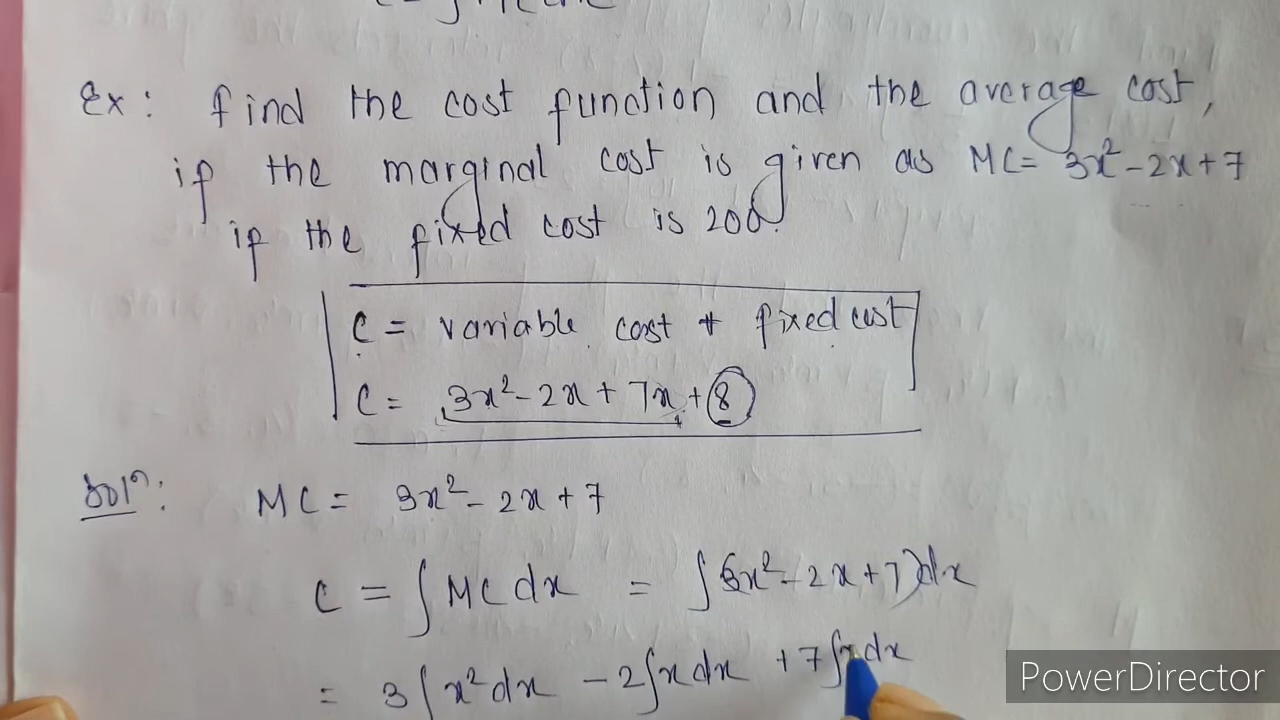 Ex: find the cost function and the average cost,
if the marginal cost is given as MC = 3x² - 2x + 7
if the fixed cost is 200.
C = variable cost + fixed cost
C = 3x² - 2x + 7x + 8
Solⁿ: MC = 3x² - 2x + 7
C = ∫ MC dx = ∫(3x² - 2x + 7)dx
= 3∫x² dx - 2∫x dx + 7∫x dx
PowerDirector